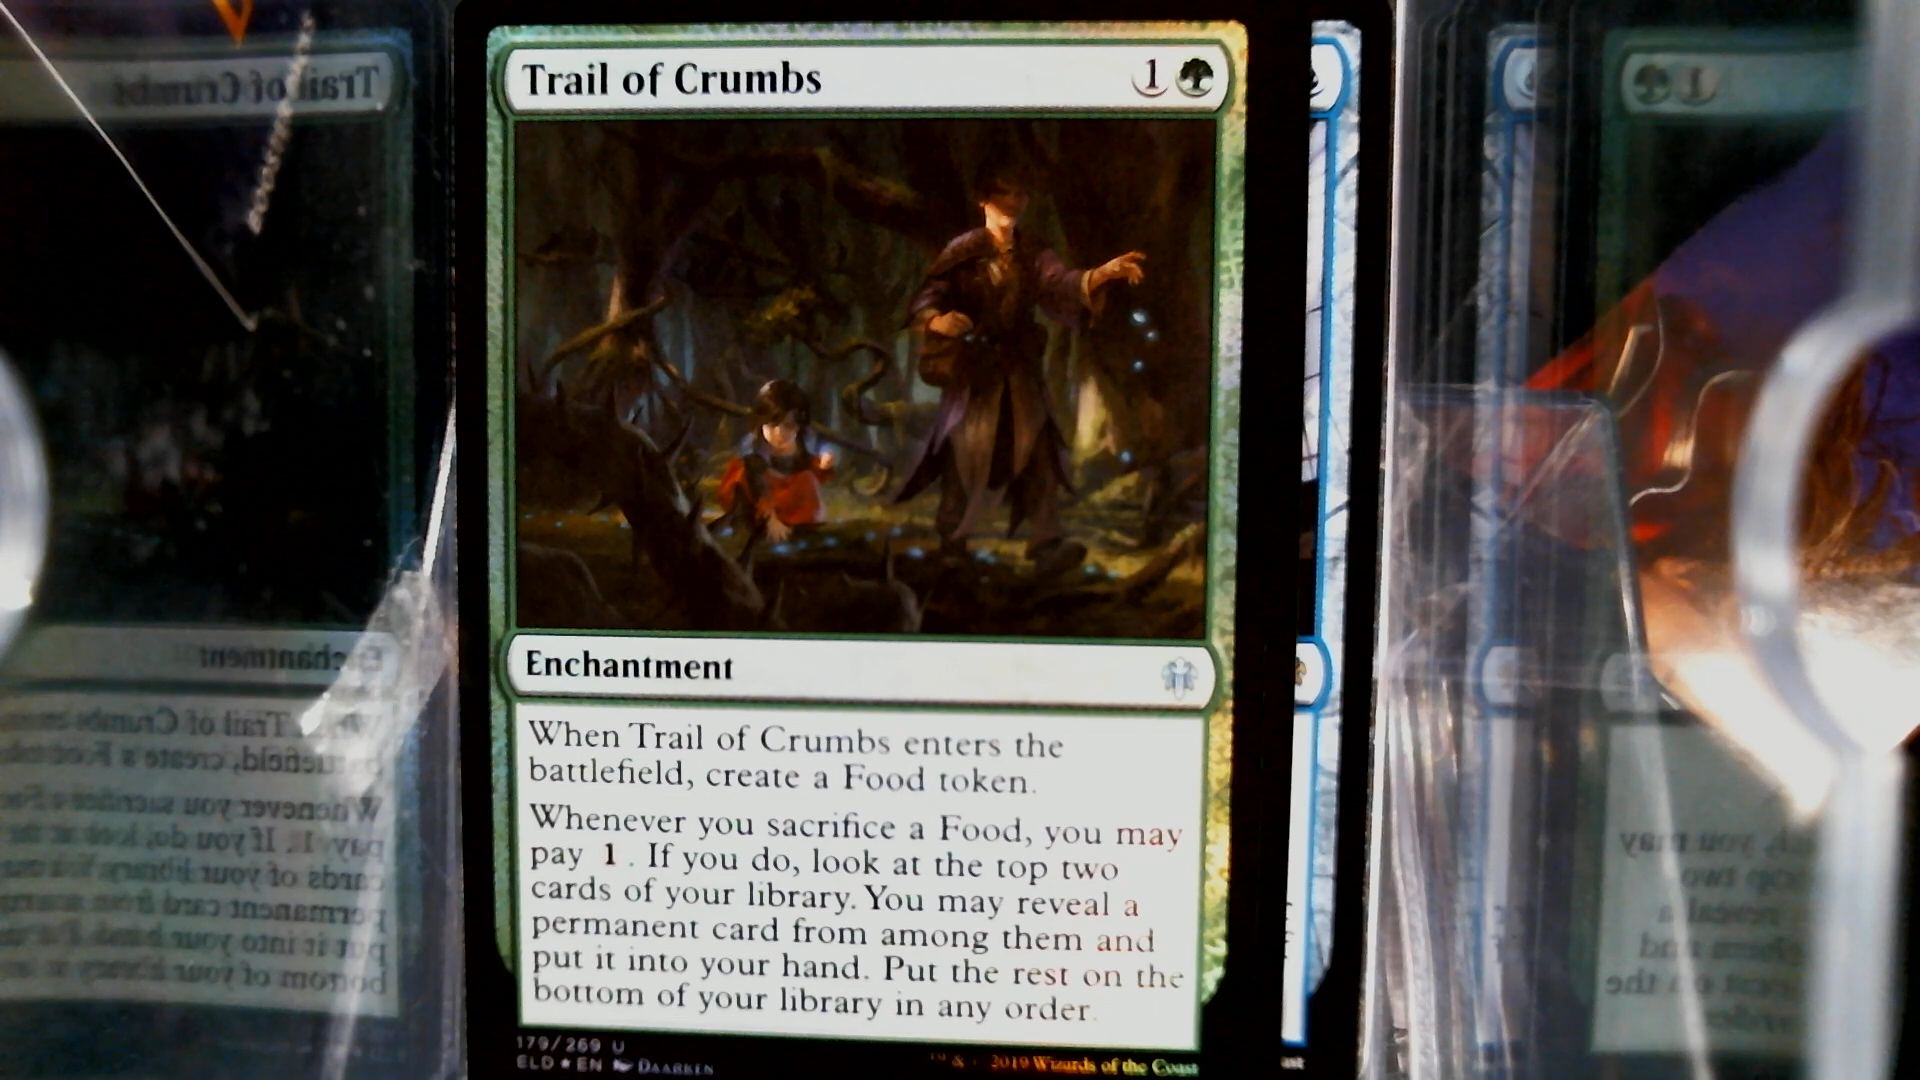 Trail of Crumbs 1
Enchantment
When Trail of Crumbs enters the
battlefield, create a Food token.
Whenever you sacrifice a Food, you may
pay 1. If you do, look at the top two
cards of your library. You may reveal a
permanent card from among them and
put it into your hand. Put the rest on the
bottom of your library in any order.
179/269 U
ELD ★ EN DAARKEN
™ & 2019 Wizards of the Coast